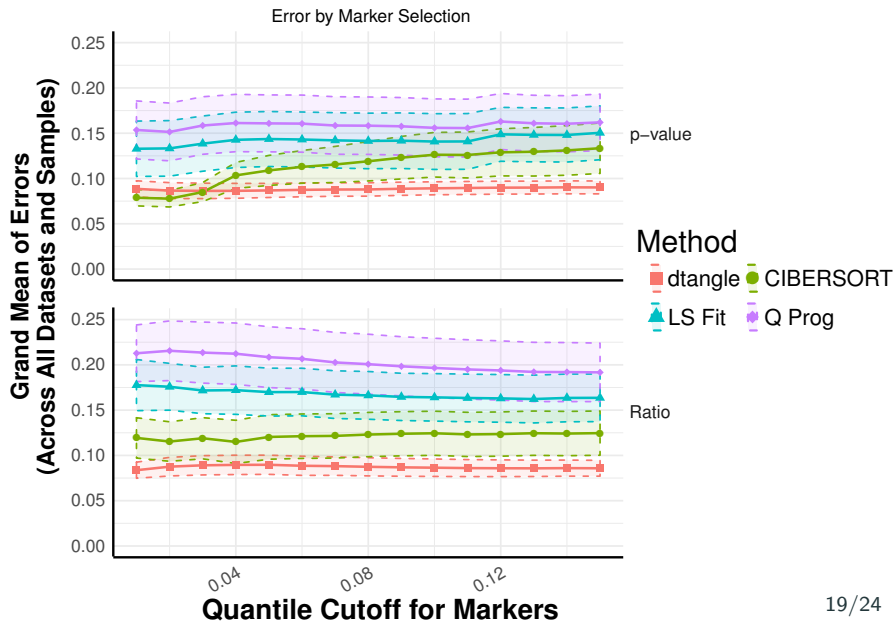 Error by Marker Selection
Grand Mean of Errors
(Across All Datasets and Samples)
0.25
0.20
0.15
0.10
0.05
0.00
p-value
0.25
0.20
0.15
0.10
0.05
0.00
Ratio
0.04
0.08
0.12
Quantile Cutoff for Markers
Method
dtangle CIBERSORT
LS Fit Q Prog
19/24